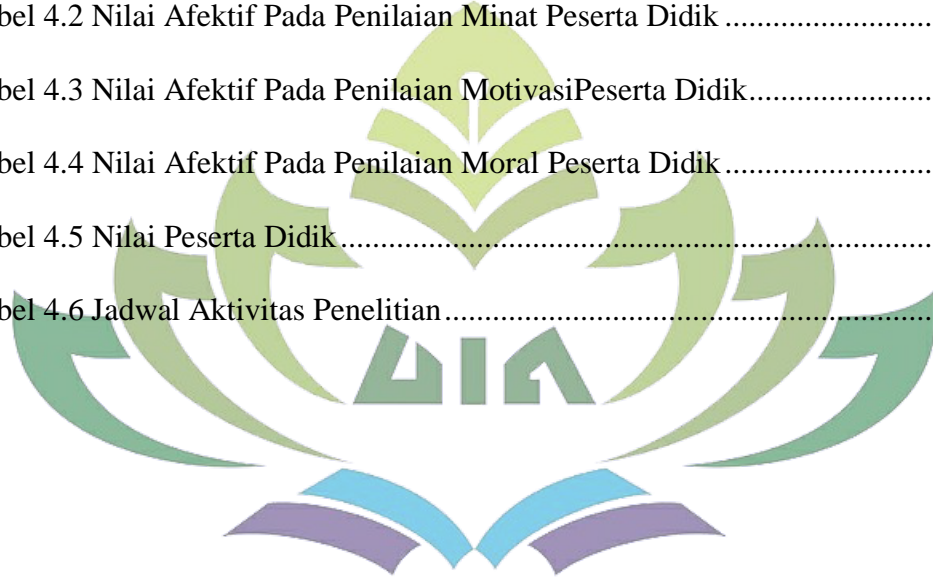 bel 4.2 Nilai Afektif Pada Penilaian Minat Peserta Didik ..........................
bel 4.3 Nilai Afektif Pada Penilaian MotivasiPeserta Didik.......................
bel 4.4 Nilai Afektif Pada Penilaian Moral Peserta Didik ..........................
bel 4.5 Nilai Peserta Didik.........................................................................
bel 4.6 Jadwal Aktivitas Penelitian............................................................
UIN